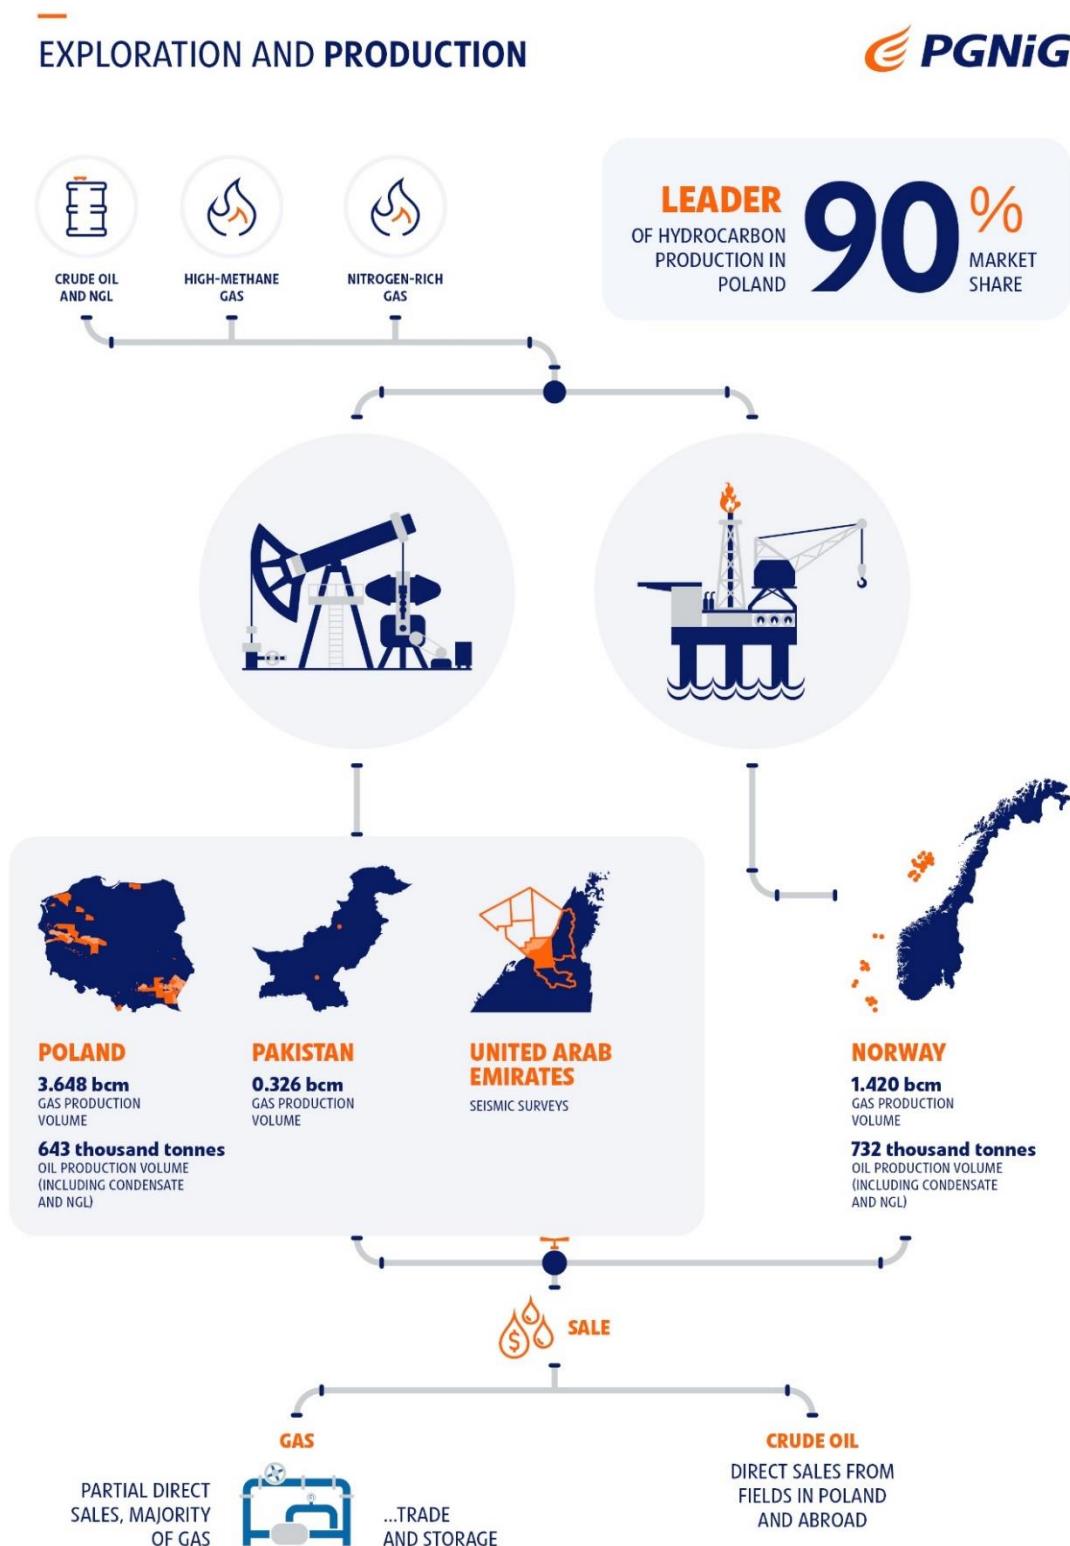 EXPLORATION AND PRODUCTION
PGNiG
CRUDE OIL
AND NGL
HIGH-METHANE
GAS
NITROGEN-RICH
GAS
LEADER
OF HYDROCARBON
PRODUCTION IN
POLAND
90%
MARKET
SHARE
POLAND
3.648 bcm
GAS PRODUCTION
VOLUME
643 thousand tonnes
OIL PRODUCTION VOLUME
(INCLUDING CONDENSATE
AND NGL)
PAKISTAN
0.326 bcm
GAS PRODUCTION
VOLUME
UNITED ARAB
EMIRATES
SEISMIC SURVEYS
NORWAY
1.420 bcm
GAS PRODUCTION
VOLUME
732 thousand tonnes
OIL PRODUCTION VOLUME
(INCLUDING CONDENSATE
AND NGL)
$
SALE
GAS
PARTIAL DIRECT
SALES, MAJORITY
OF GAS
...TRADE
AND STORAGE
CRUDE OIL
DIRECT SALES FROM
FIELDS IN POLAND
AND ABROAD